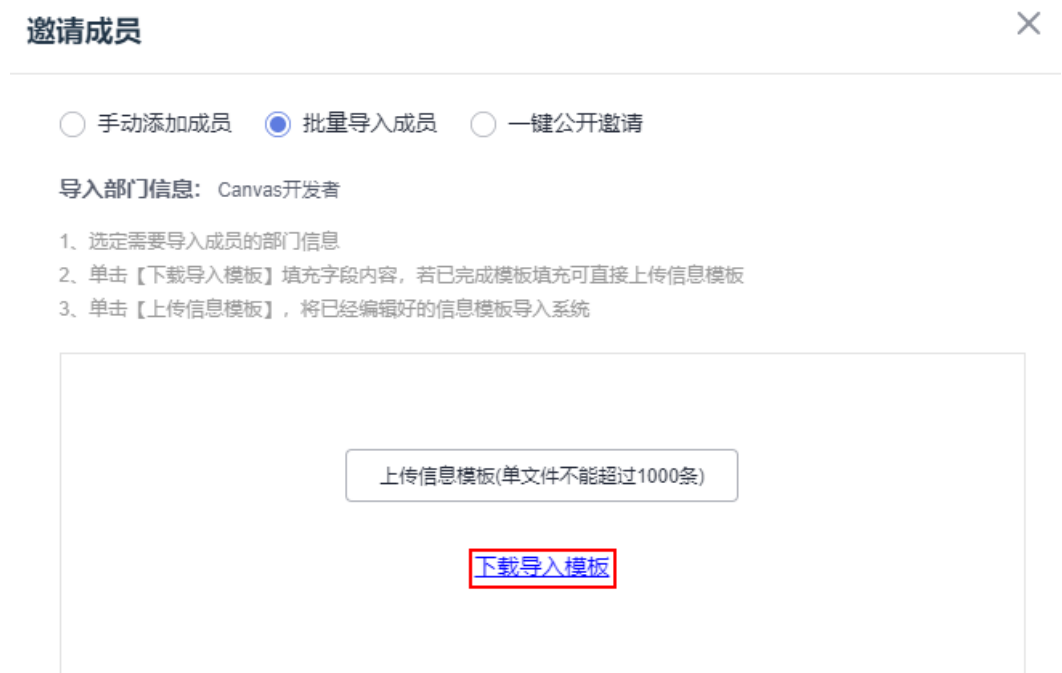 邀请成员
手动添加成员 批量导入成员 一键公开邀请
导入部门信息： Canvas开发者
1、选定需要导入成员的部门信息
2、单击【下载导入模板】填充字段内容，若已完成模板填充可直接上传信息模板
3、单击【上传信息模板】，将已经编辑好的信息模板导入系统
上传信息模板(单文件不能超过1000条)
下载导入模板